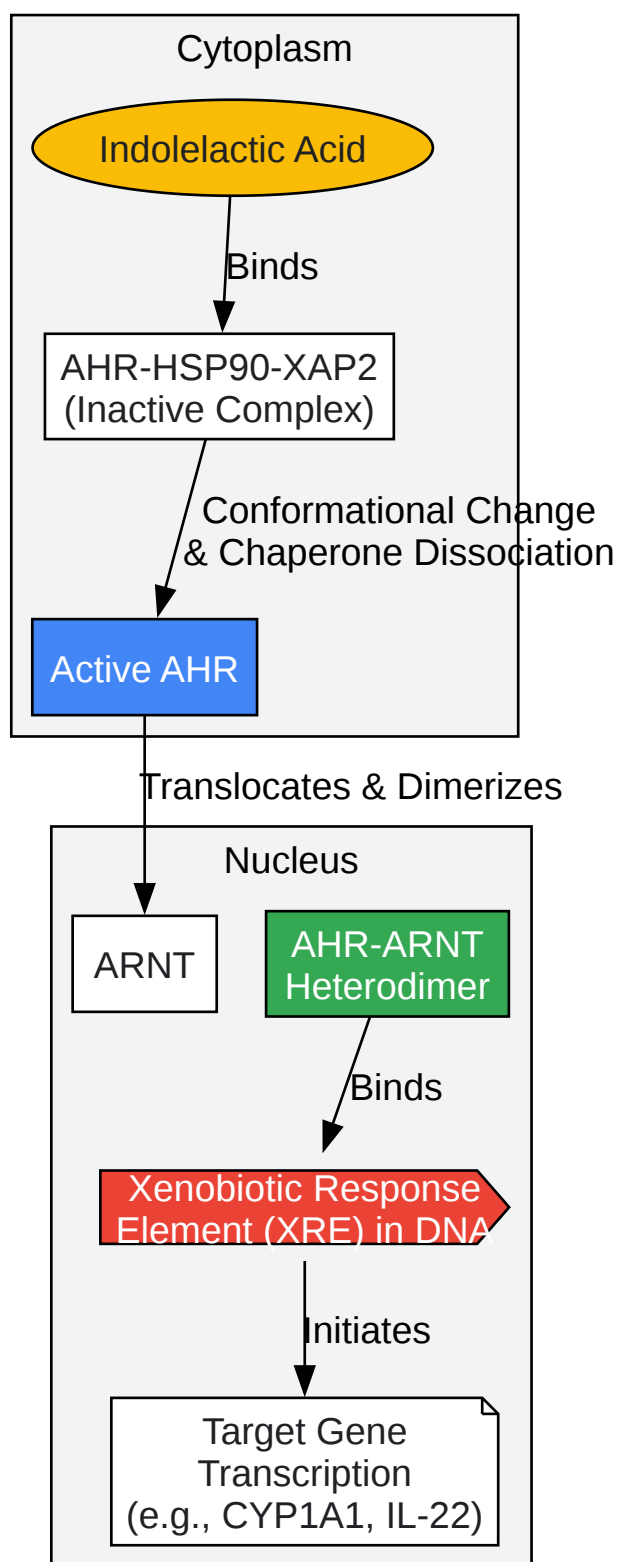 Cytoplasm
Indolelactic Acid
Binds
AHR-HSP90-XAP2
(Inactive Complex)
Conformational Change
& Chaperone Dissociation
Active AHR
Translocates & Dimerizes
Nucleus
ARNT
AHR-ARNT
Heterodimer
Binds
Xenobiotic Response
Element (XRE) in DNA
Initiates
Target Gene
Transcription
(e.g., CYP1A1, IL-22)